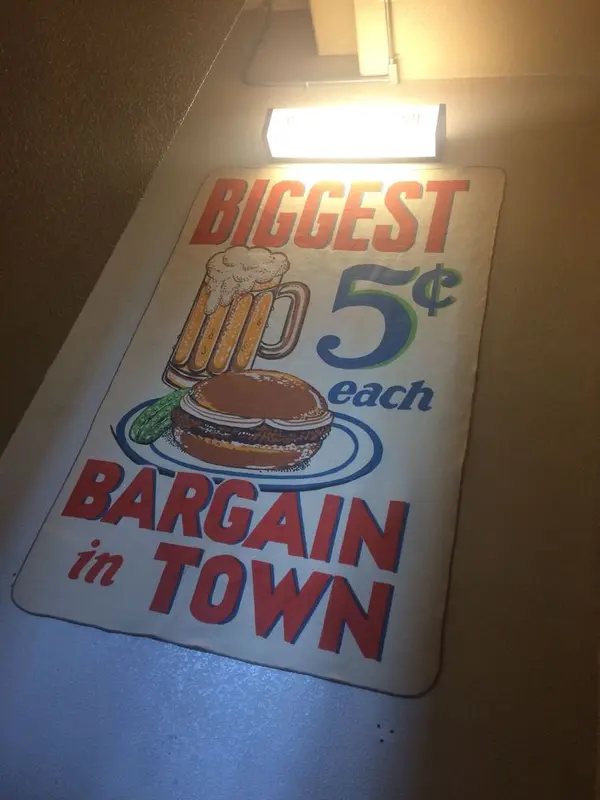 BIGGEST
5¢
each
BARGAIN
in TOWN